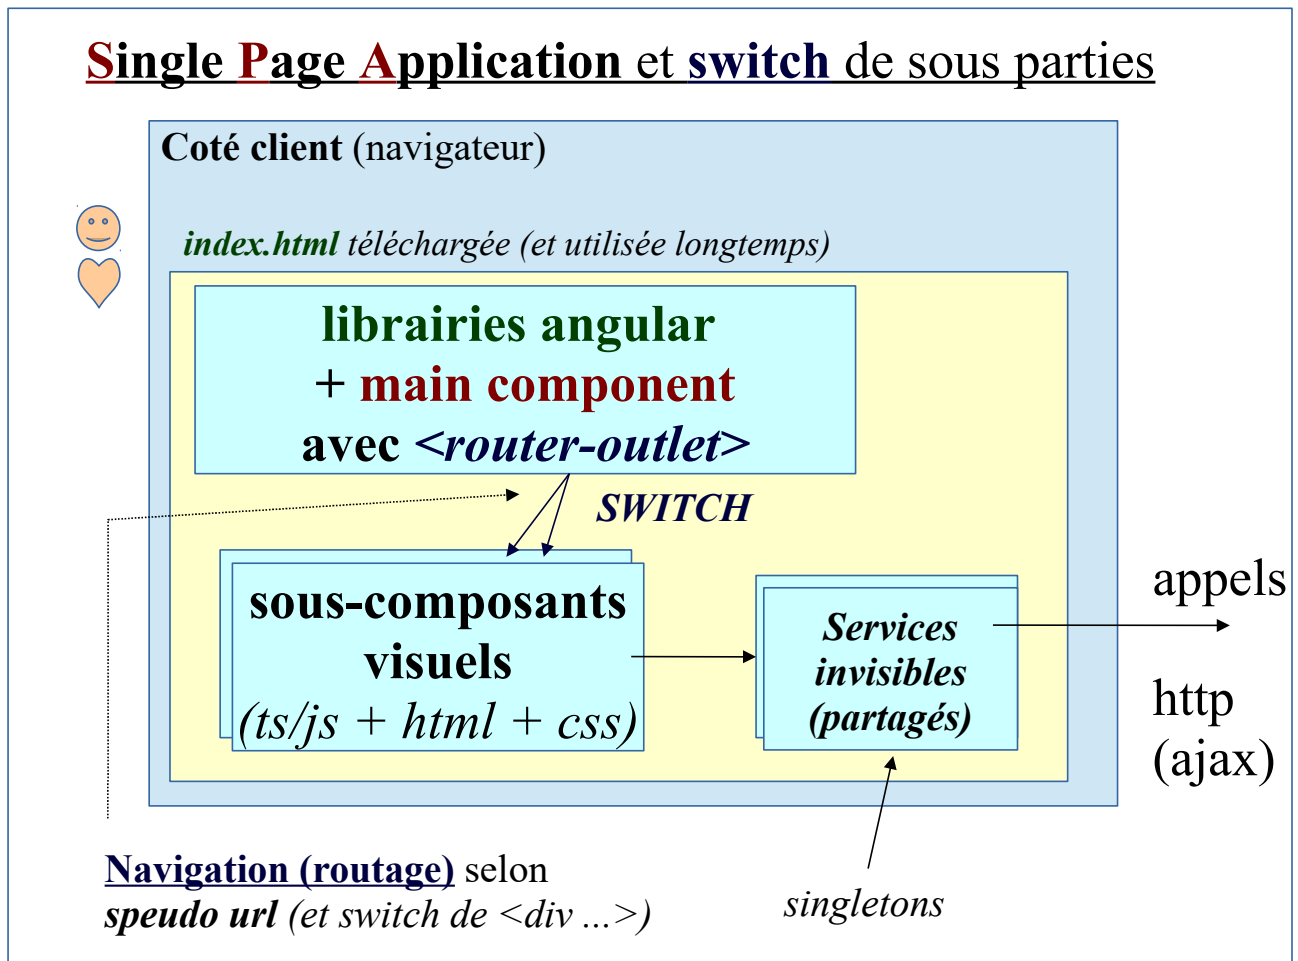 Single Page Application et switch de sous parties
Coté client (navigateur)
index.html téléchargée (et utilisée longtemps)
librairies angular
+ main component
avec <router-outlet>
SWITCH
sous-composants
visuels
(ts/js + html + css)
Services
invisibles
(partagés)
appels
http
(ajax)
Navigation (routage) selon
speudo url (et switch de <div ...>)
singletons